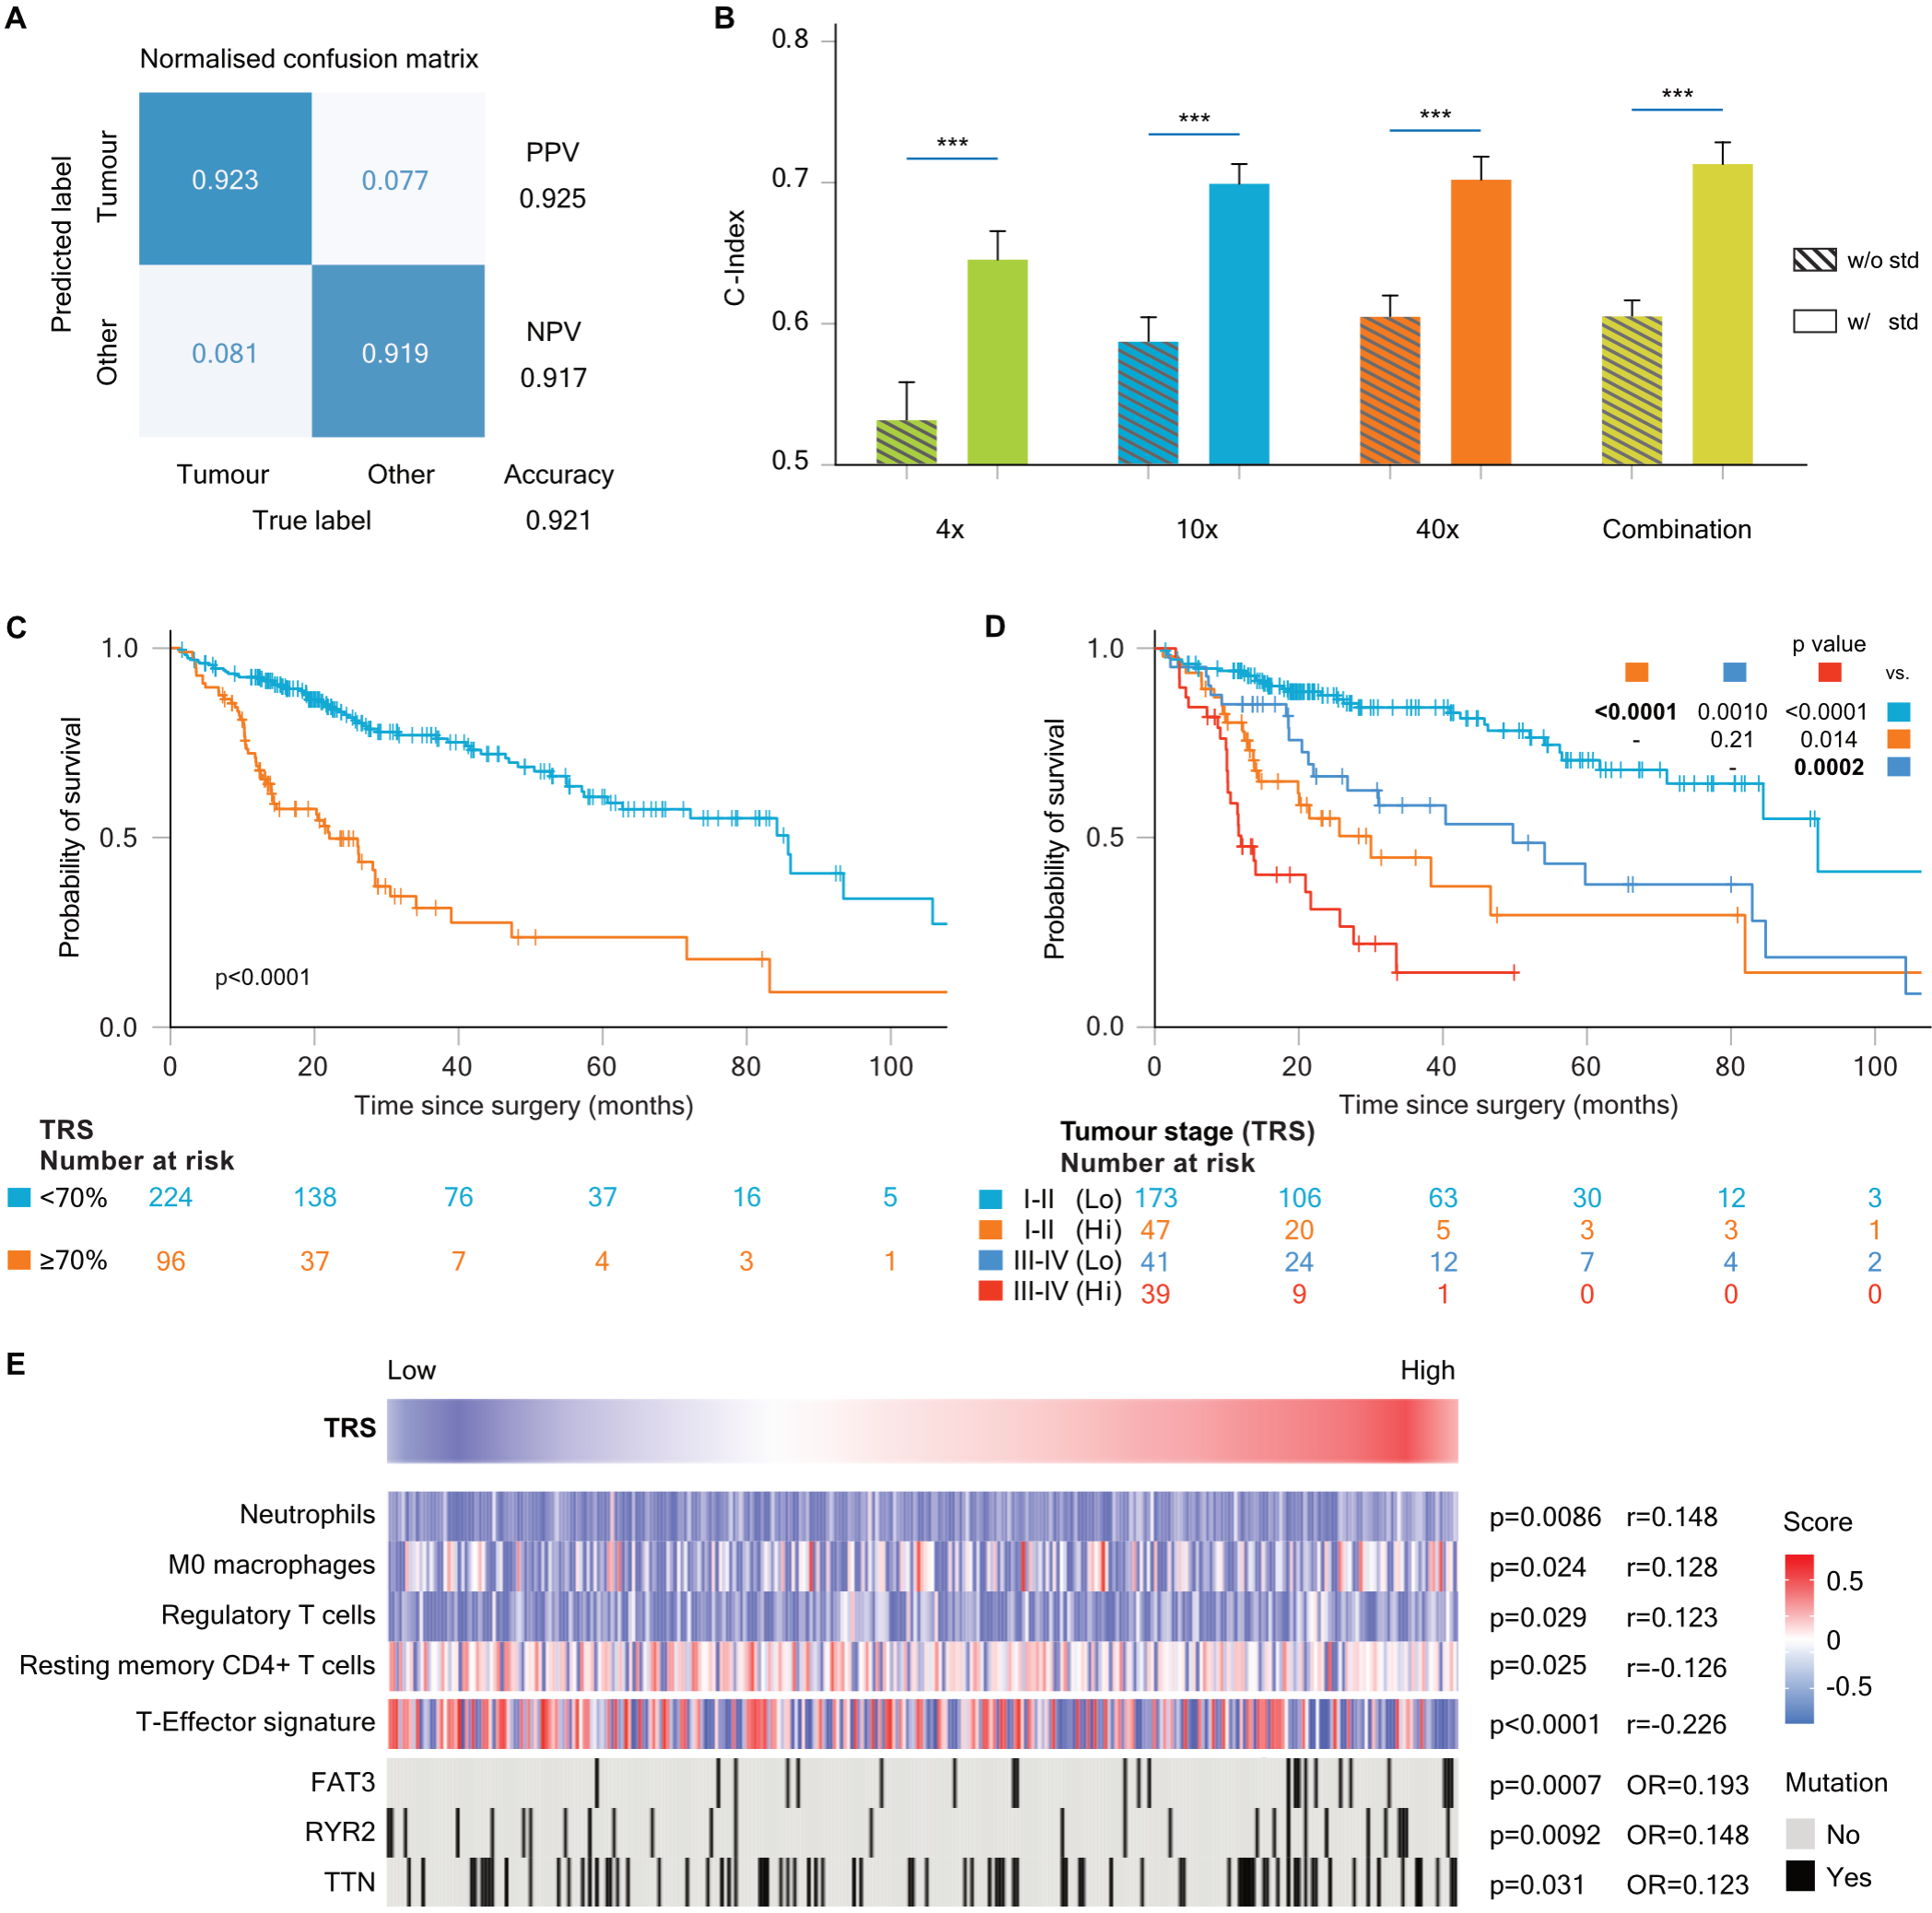 A
Normalised confusion matrix
Predicted label
Tumour
Other
0.923
0.077
0.081
0.919
PPV
0.925
NPV
0.917
Tumour
Other
Accuracy
True label
0.921
B
C-Index
0.8
0.7
0.6
0.5
***
***
***
***
4x
10x
40x
Combination
w/o std
w/ std
C
Probability of survival
1.0
0.5
0.0
p<0.0001
0
20
40
60
80
100
Time since surgery (months)
TRS
Number at risk
<70% 224 138 76 37 16 5
≥70% 96 37 7 4 3 1
D
Probability of survival
1.0
0.5
0.0
p value
vs.
<0.0001 0.0010 <0.0001
- 0.21 0.014
- 0.0002
0
20
40
60
80
100
Time since surgery (months)
Tumour stage (TRS)
Number at risk
I-II (Lo) 173 106 63 30 12 3
I-II (Hi) 47 20 5 3 3 1
III-IV (Lo) 41 24 12 7 4 2
III-IV (Hi) 39 9 1 0 0 0
E
Low
High
TRS
Neutrophils p=0.0086 r=0.148
M0 macrophages p=0.024 r=0.128
Regulatory T cells p=0.029 r=0.123
Resting memory CD4+ T cells p=0.025 r=-0.126
T-Effector signature p<0.0001 r=-0.226
FAT3 p=0.0007 OR=0.193
RYR2 p=0.0092 OR=0.148
TTN p=0.031 OR=0.123
Score
0.5
0
-0.5
Mutation
No
Yes